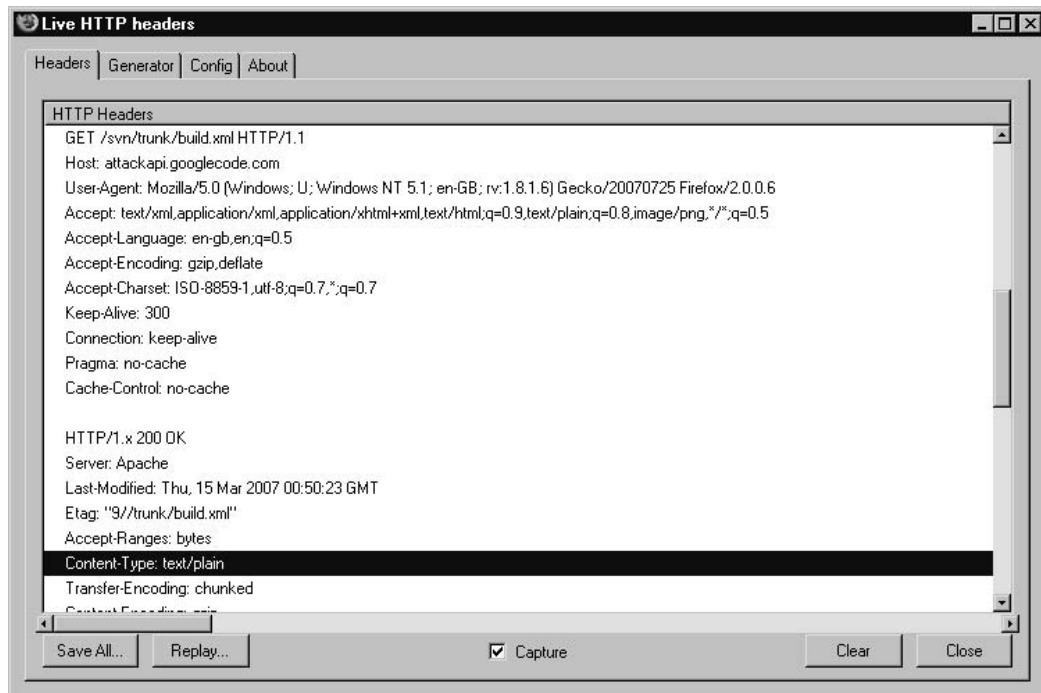 Live HTTP headers
Headers Generator Config About
HTTP Headers
GET /svn/trunk/build.xml HTTP/1.1
Host: attackapi.googlecode.com
User-Agent: Mozilla/5.0 (Windows; U; Windows NT 5.1; en-GB; rv:1.8.1.6) Gecko/20070725 Firefox/2.0.0.6
Accept: text/xml,application/xml,application/xhtml+xml,text/html;q=0.9,text/plain;q=0.8,image/png,*/*;q=0.5
Accept-Language: en-gb,en;q=0.5
Accept-Encoding: gzip,deflate
Accept-Charset: ISO-8859-1,utf-8;q=0.7,*;q=0.7
Keep-Alive: 300
Connection: keep-alive
Pragma: no-cache
Cache-Control: no-cache
HTTP/1.x 200 OK
Server: Apache
Last-Modified: Thu, 15 Mar 2007 00:50:23 GMT
Etag: "9//trunk/build.xml"
Accept-Ranges: bytes
Content-Type: text/plain
Transfer-Encoding: chunked
Content-Encoding: gzip
Save All... Replay... Capture Clear Close